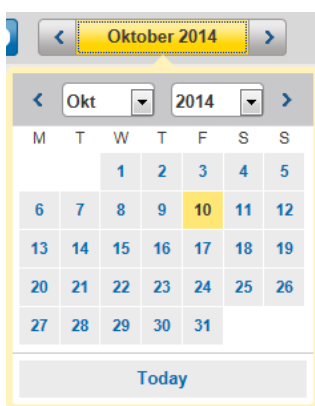 Oktober 2014
Okt 2014
M T W T F S S
1 2 3 4 5
6 7 8 9 10 11 12
13 14 15 16 17 18 19
20 21 22 23 24 25 26
27 28 29 30 31
Today